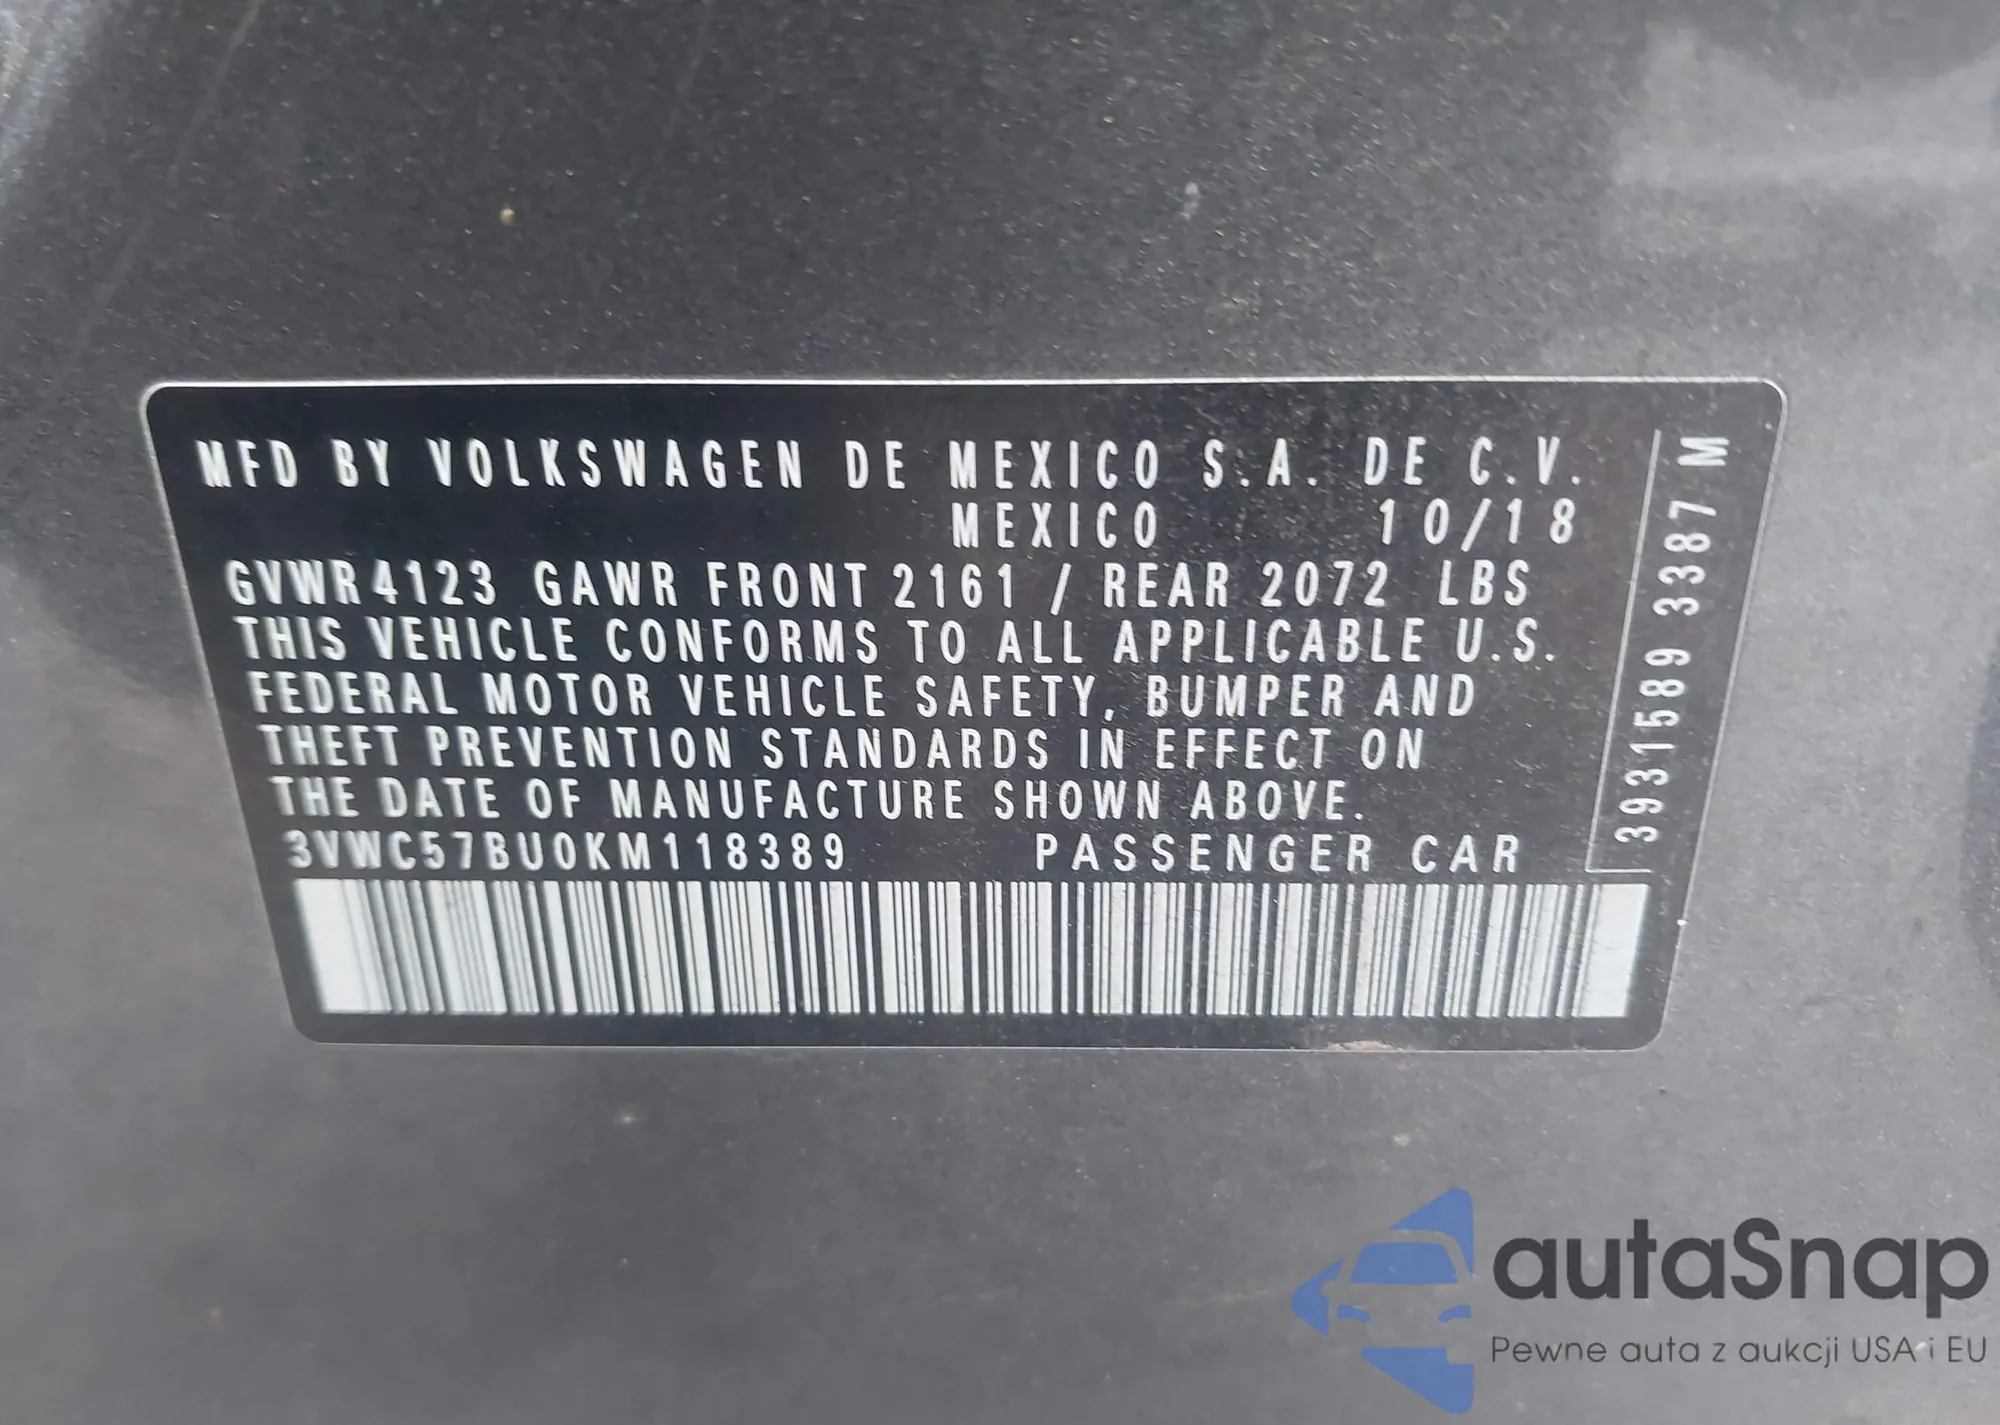 MFD BY VOLKSWAGEN DE MEXICO S.A. DE C.V.
MEXICO 10/18
GVWR 4123 GAWR FRONT 2161 / REAR 2072 LBS
THIS VEHICLE CONFORMS TO ALL APPLICABLE U.S.
FEDERAL MOTOR VEHICLE SAFETY, BUMPER AND
THEFT PREVENTION STANDARDS IN EFFECT ON
THE DATE OF MANUFACTURE SHOWN ABOVE.
3VWC57BU0KM118389 PASSENGER CAR
3931589 3387 M
autaSnap
Pewne auta z aukcji USA i EU